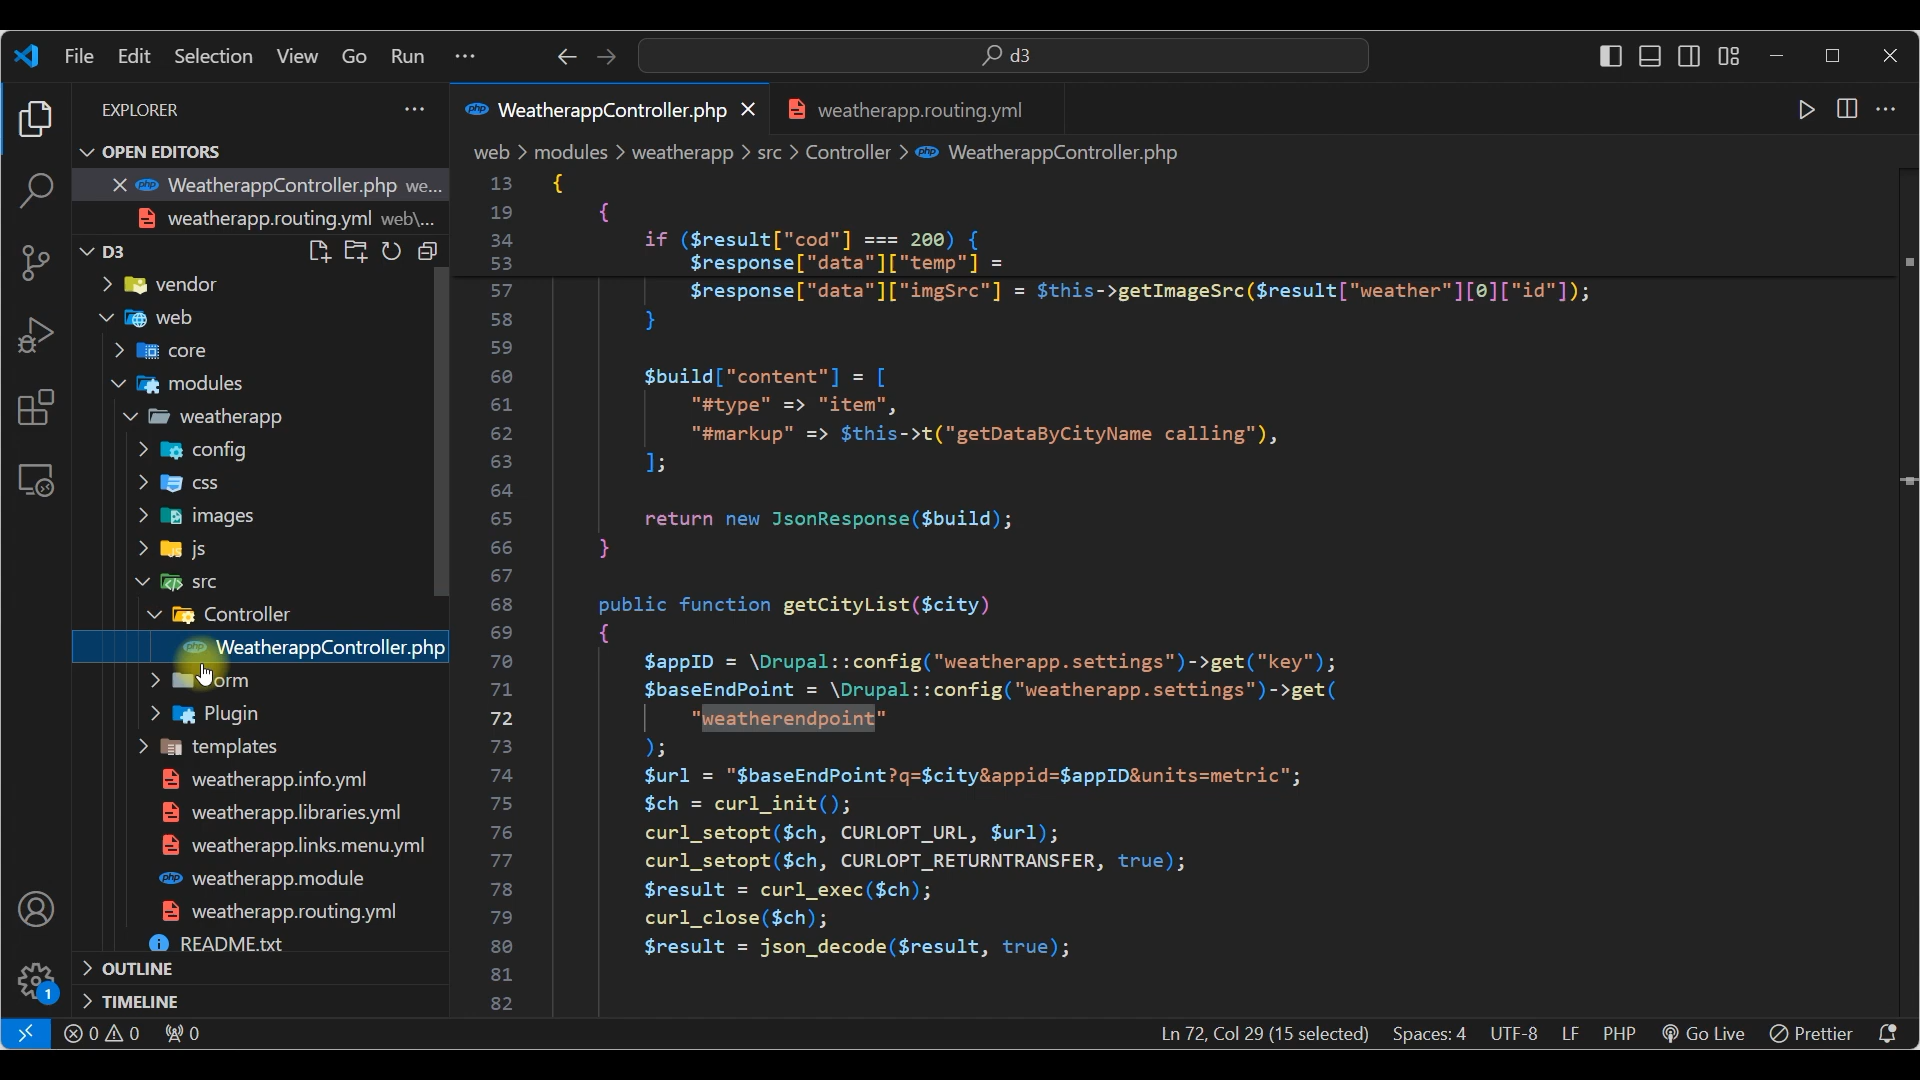 File Edit Selection View Go Run ···
d3
EXPLORER
OPEN EDITORS
WeatherappController.php we...
weatherapp.routing.yml web\...
D3
vendor
web
core
modules
weatherapp
config
css
images
js
src
Controller
WeatherappController.php
orm
Plugin
templates
weatherapp.info.yml
weatherapp.libraries.yml
weatherapp.links.menu.yml
weatherapp.module
weatherapp.routing.yml
README.txt
OUTLINE
TIMELINE
1
php WeatherappController.php
weatherapp.routing.yml
web > modules > weatherapp > src > Controller > php WeatherappController.php
13 {
19 {
34 if ($result["cod"] === 200) {
53 $response["data"]["temp"] =
57 $response["data"]["imgSrc"] = $this->getImageSrc($result["weather"][0]["id"]);
58 }
59
60 $build["content"] = [
61 "#type" => "item",
62 "#markup" => $this->t("getDataByCityName calling"),
63 ];
64
65 return new JsonResponse($build);
66 }
67
68 public function getCityList($city)
69 {
70 $appID = \Drupal::config("weatherapp.settings")->get("key");
71 $baseEndPoint = \Drupal::config("weatherapp.settings")->get(
72 "weatherendpoint"
73 );
74 $url = "$baseEndPoint?q=$city&appid=$appID&units=metric";
75 $ch = curl_init();
76 curl_setopt($ch, CURLOPT_URL, $url);
77 curl_setopt($ch, CURLOPT_RETURNTRANSFER, true);
78 $result = curl_exec($ch);
79 curl_close($ch);
80 $result = json_decode($result, true);
81
82
0 0 0
Ln 72, Col 29 (15 selected) Spaces: 4 UTF-8 LF PHP Go Live Prettier